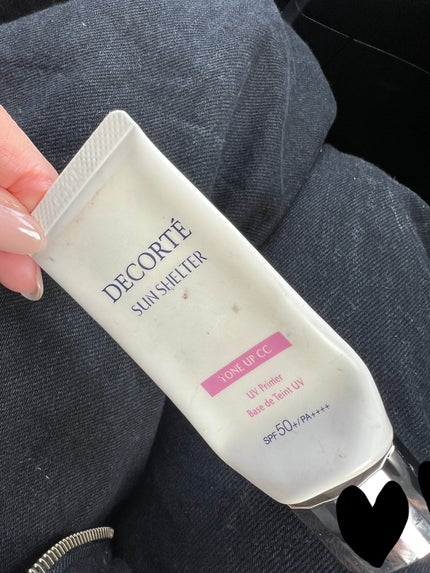 DECORTÉ
SUN SHELTER
TONE UP CC
UV Primer
Base de Teint UV
SPF50+/PA++++